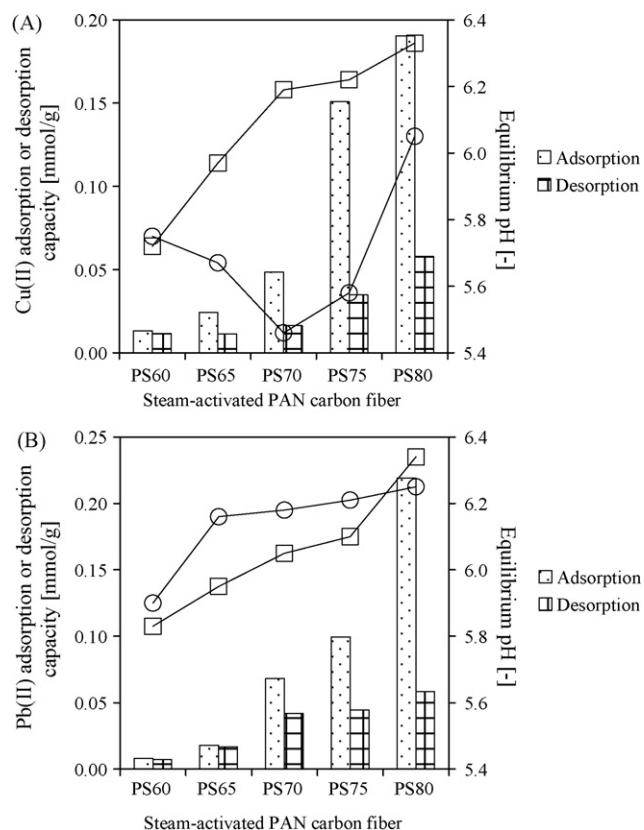 (A)
Cu(II) adsorption or desorption
capacity [mmol/g]
0.20
0.15
0.10
0.05
0.00
6.4
6.2
6.0
5.8
5.6
5.4
Equilibrium pH [-]
Adsorption
Desorption
PS60 PS65 PS70 PS75 PS80
Steam-activated PAN carbon fiber
(B)
Pb(II) adsorption or desorption
capacity [mmol/g]
0.25
0.20
0.15
0.10
0.05
0.00
6.4
6.2
6.0
5.8
5.6
5.4
Equilibrium pH [-]
Adsorption
Desorption
PS60 PS65 PS70 PS75 PS80
Steam-activated PAN carbon fiber